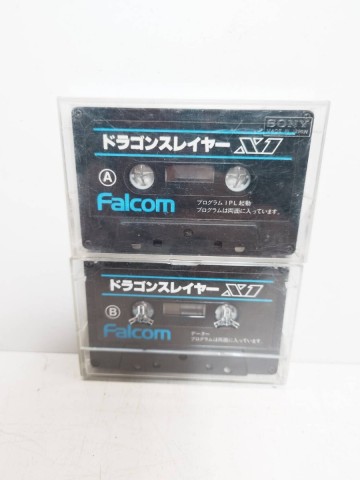 SONY
MADE IN JAPAN
ドラゴンスレイヤー X1
A
Falcom
プログラムIPL起動
プログラムは両面に入っています。
ドラゴンスレイヤー X1
B
Falcom
データー
プログラムは両面に入っています。